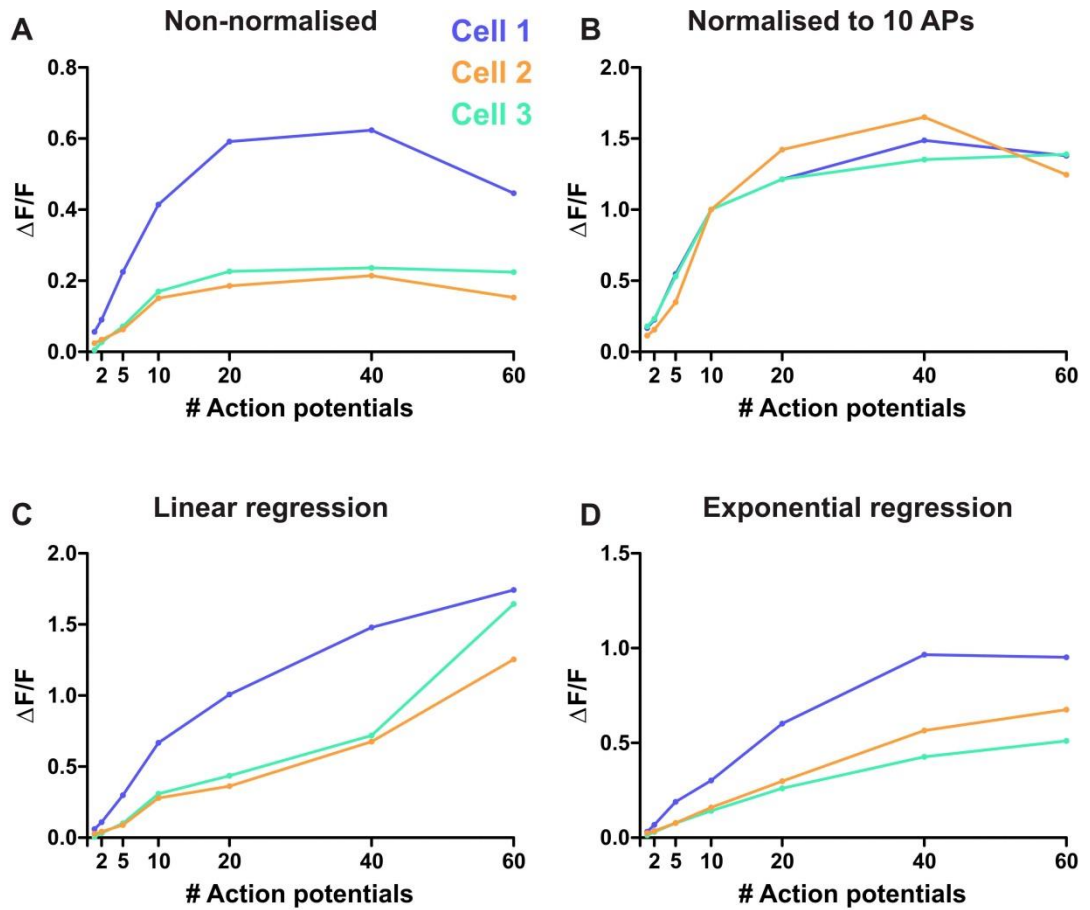 A
Non-normalised
Cell 1
Cell 2
Cell 3
ΔF/F
0.8
0.6
0.4
0.2
0.0
2 5 10 20 40 60
# Action potentials
B
Normalised to 10 APs
ΔF/F
2.0
1.5
1.0
0.5
0.0
2 5 10 20 40 60
# Action potentials
C
Linear regression
ΔF/F
2.0
1.5
1.0
0.5
0.0
2 5 10 20 40 60
# Action potentials
D
Exponential regression
ΔF/F
1.5
1.0
0.5
0.0
2 5 10 20 40 60
# Action potentials